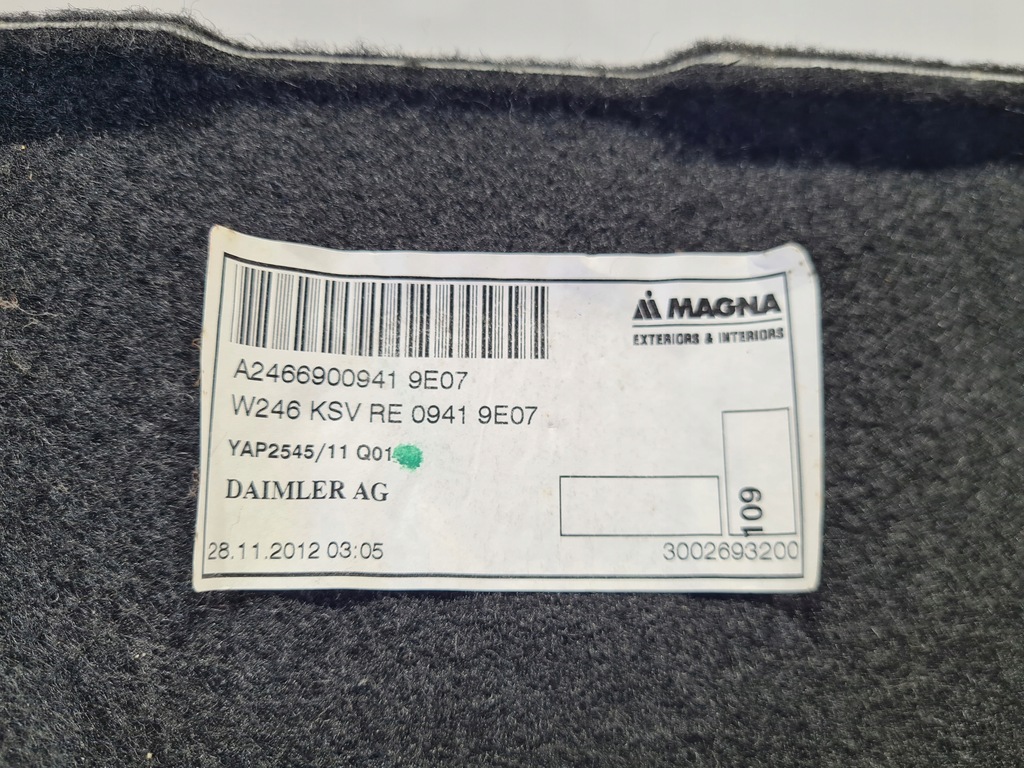 MAGNA
EXTERIORS & INTERIORS
A2466900941 9E07
W246 KSV RE 0941 9E07
YAP2545/11 Q01
DAIMLER AG
109
28.11.2012 03:05
3002693200